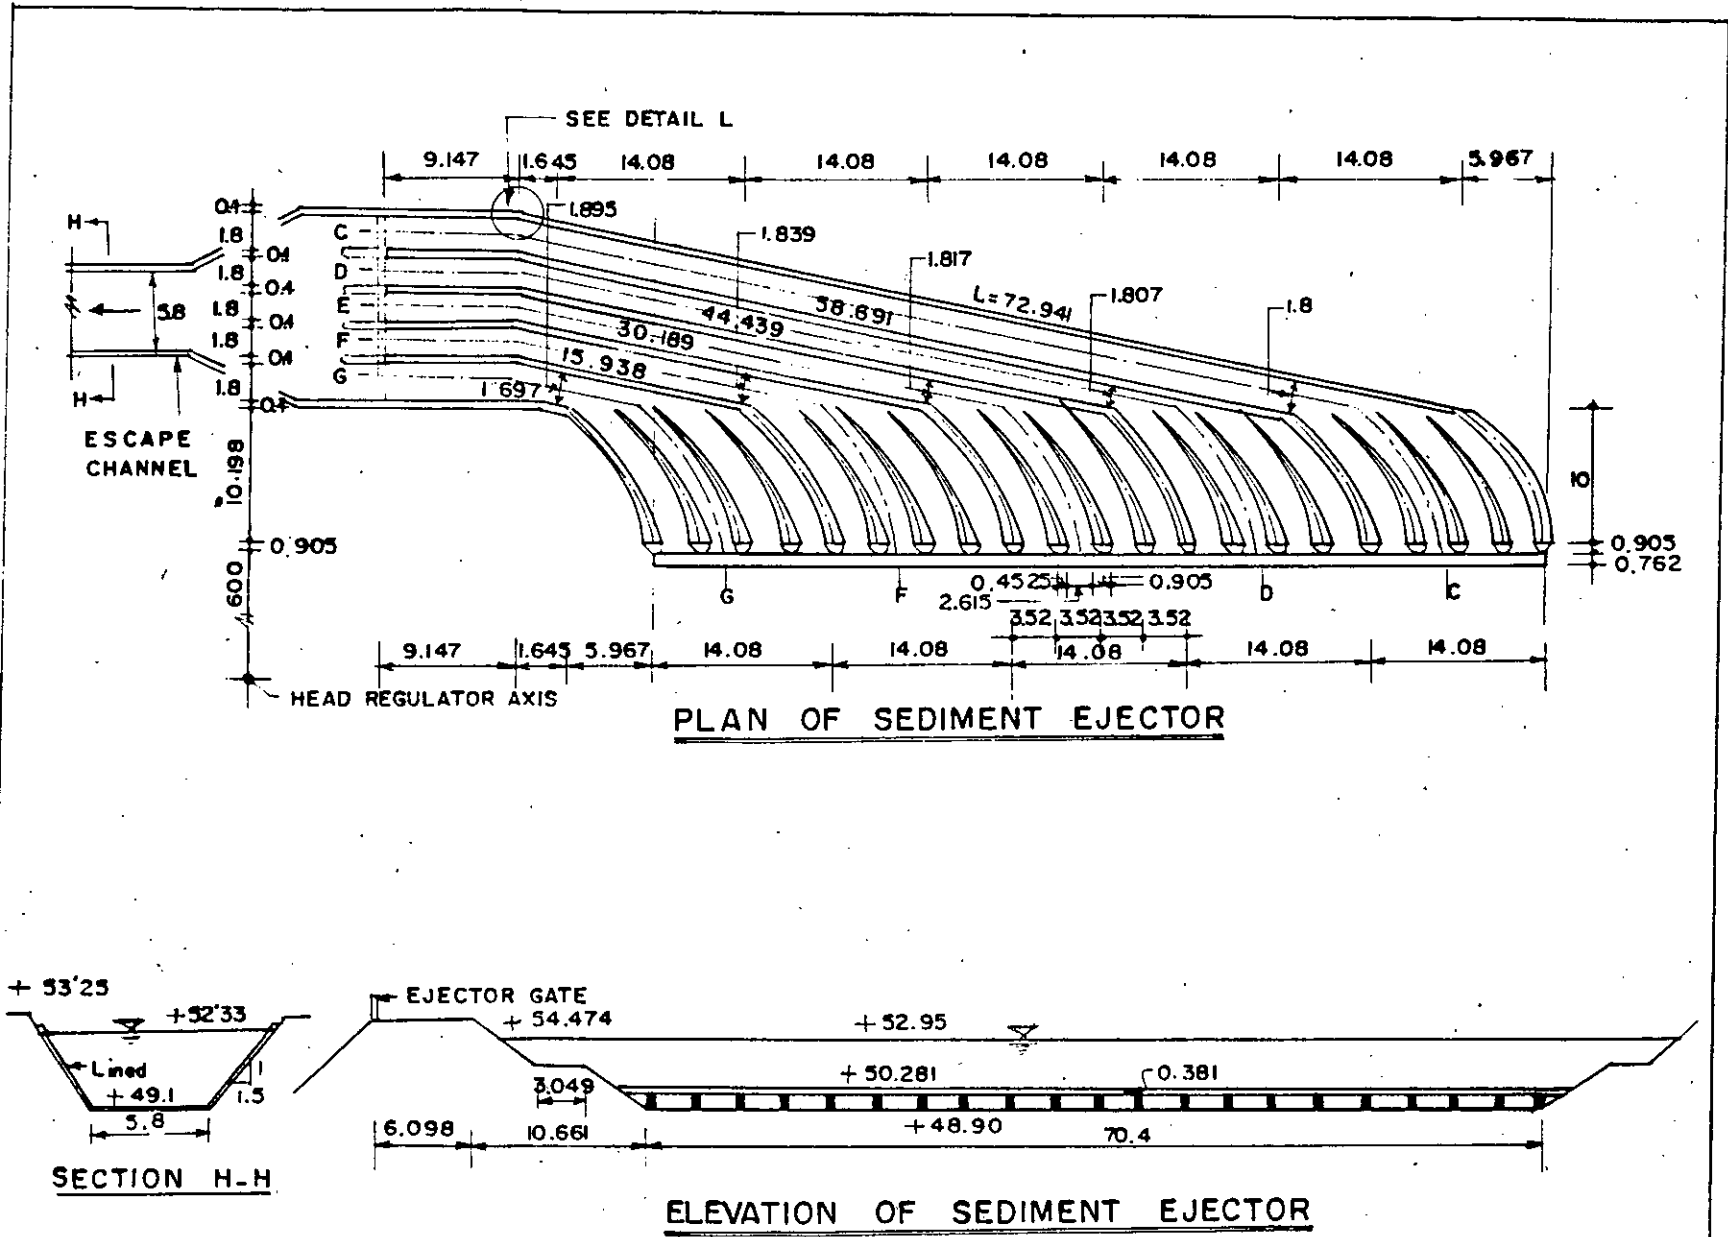 SEE DETAIL L
9.147 1.645 14.08 14.08 14.08 14.08 14.08 5.967
0.4
H
1.8
C
1.895
1.839
0.4
1.8
D
1.817
0.4
5.8
1.8
E
58.691
L=72.941
1.807
1.8
44.439
0.4
30.189
1.8
F
15.938
0.4
G
1.697
H
1.8
0.4
ESCAPE
CHANNEL
10.198
10
0.905
0.905
0.762
600
G F 0.4525 0.905 D C
2.615
3.52 3.52 3.52 3.52
9.147 1.645 5.967 14.08 14.08 14.08 14.08 14.08
HEAD REGULATOR AXIS
PLAN OF SEDIMENT EJECTOR
+ 53'25
EJECTOR GATE
+52'33
+ 54.474
+ 52.95
Lined
1
+ 50.281
0.381
+ 49.1
1.5
3.049
5.8
6.098
10.661
+48.90
70.4
SECTION H-H
ELEVATION OF SEDIMENT EJECTOR